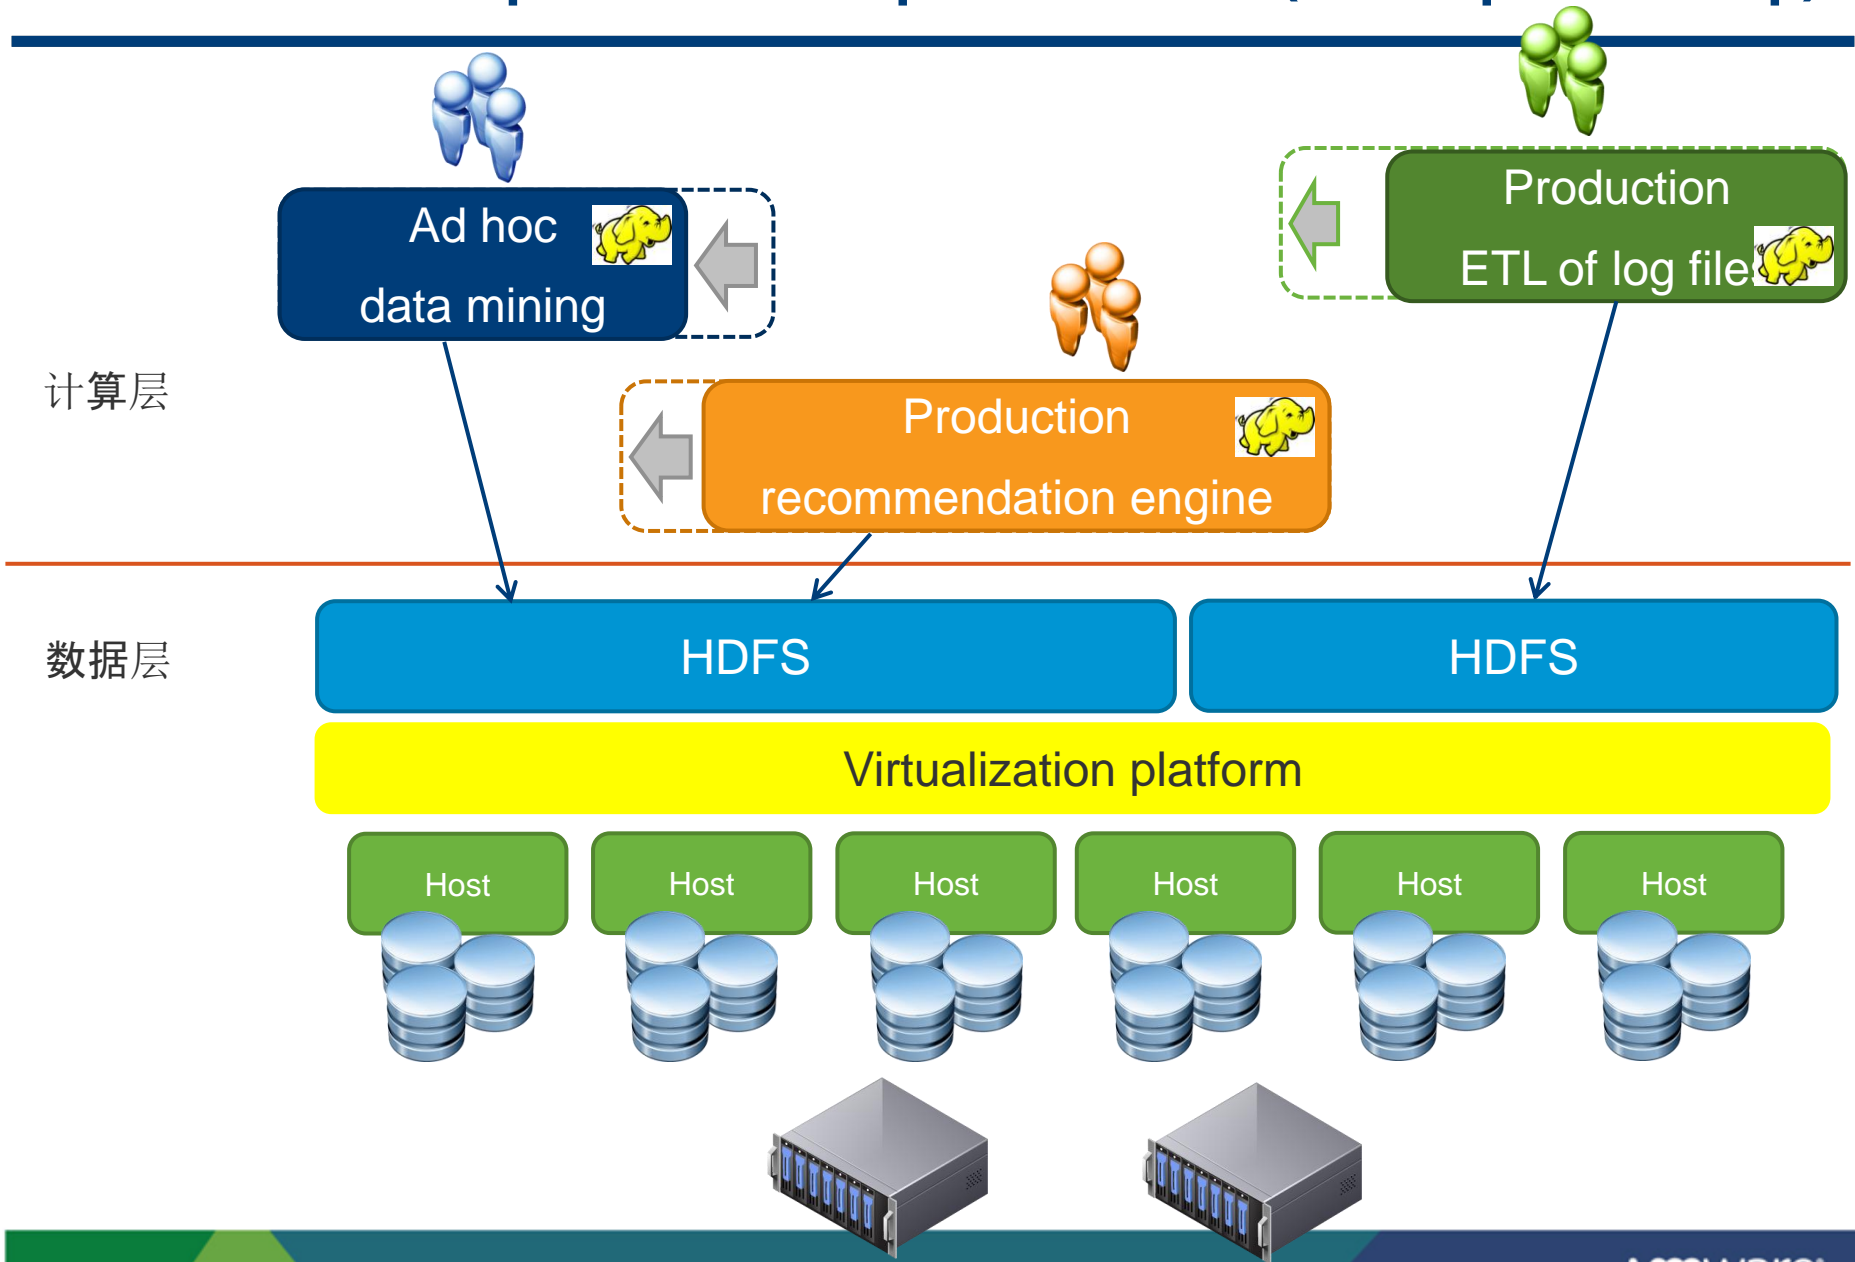 Production
ETL of log files
Ad hoc
data mining
计算层
Production
recommendation engine
数据层
HDFS
HDFS
Virtualization platform
Host
Host
Host
Host
Host
Host